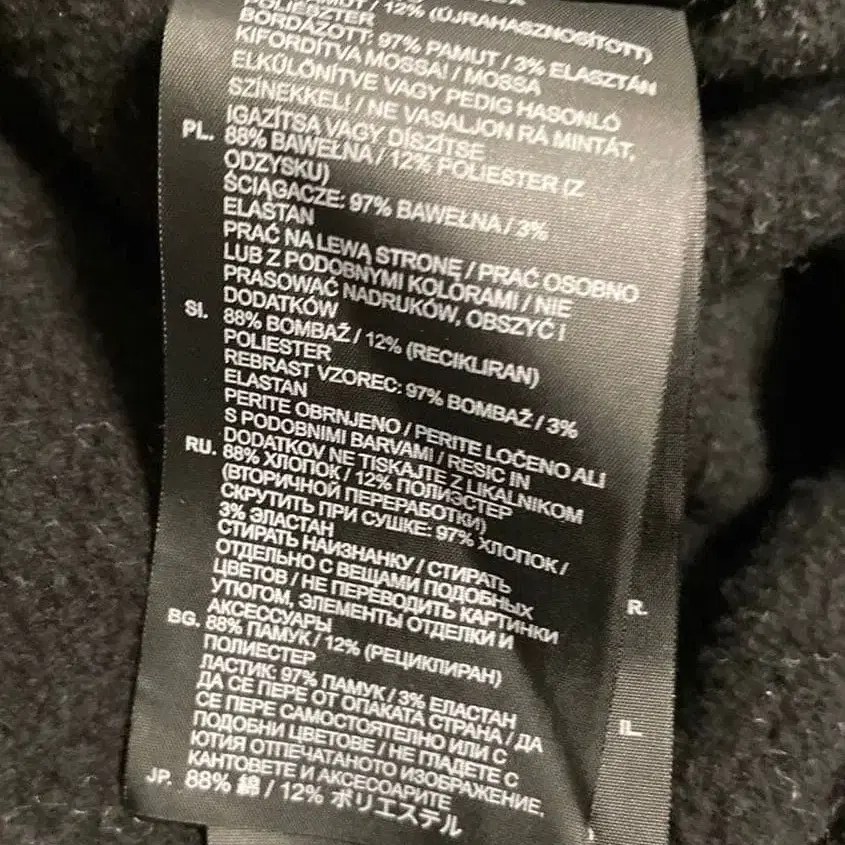 12% (ÚJRAHASZNOSÍTOTT)
POLIÉSZTER
BORDÁZOTT: 97% PAMUT / 3% ELASZTÁN
KIFORDÍTVA MOSSA! / MOSSA
ELKÜLÖNÍTVE VAGY PEDIG HASONLÓ
SZÍNEKKEL! / NE VASALJON RÁ MINTÁT,
IGAZÍTSA VAGY DÍSZÍTSE
PL. 88% BAWEŁNA / 12% POLIESTER (Z
ODZYSKU)
ŚCIĄGACZE: 97% BAWEŁNA / 3%
ELASTAN
PRAĆ NA LEWĄ STRONĘ / PRAĆ OSOBNO
LUB Z PODOBNYMI KOLORAMI / NIE
PRASOWAĆ NADRUKÓW, OBSZYĆ I
DODATKÓW
SI. 88% BOMBAŽ / 12% (RECIKLIRAN)
POLIESTER
REBRAST VZOREC: 97% BOMBAŽ / 3%
ELASTAN
PERITE OBRNJENO / PERITE LOČENO ALI
S PODOBNIMI BARVAMI / RESIC IN
DODATKOV NE TISKAJTE Z LIKALNIKOM
RU. 88% ХЛОПОК / 12% ПОЛИЭСТЕР
(ВТОРИЧНОЙ ПЕРЕРАБОТКИ)
СКРУТИТЬ ПРИ СУШКЕ: 97% ХЛОПОК /
3% ЭЛАСТАН
СТИРАТЬ НАИЗНАНКУ / СТИРАТЬ
ОТДЕЛЬНО С ВЕЩАМИ ПОДОБНЫХ
ЦВЕТОВ / НЕ ПЕРЕВОДИТЬ КАРТИНКИ
УТЮГОМ, ЭЛЕМЕНТЫ ОТДЕЛКИ И
АКСЕССУАРЫ
BG. 88% ПАМУК / 12% (РЕЦИКЛИРАН)
ПОЛИЕСТЕР
ЛАСТИК: 97% ПАМУК / 3% ЕЛАСТАН
ДА СЕ ПЕРЕ ОТ ОПАКАТА СТРАНА / ДА
СЕ ПЕРЕ САМОСТОЯТЕЛНО ИЛИ С
ПОДОБНИ ЦВЕТОВЕ / НЕ ГЛАДЕТЕ С
ЮТИЯ ОТПЕЧАТАНОТО ИЗОБРАЖЕНИЕ,
КАНТОВЕТЕ И АКСЕСОАРИТЕ
JP. 88% 綿 / 12% ポリエステル
R.
IL.